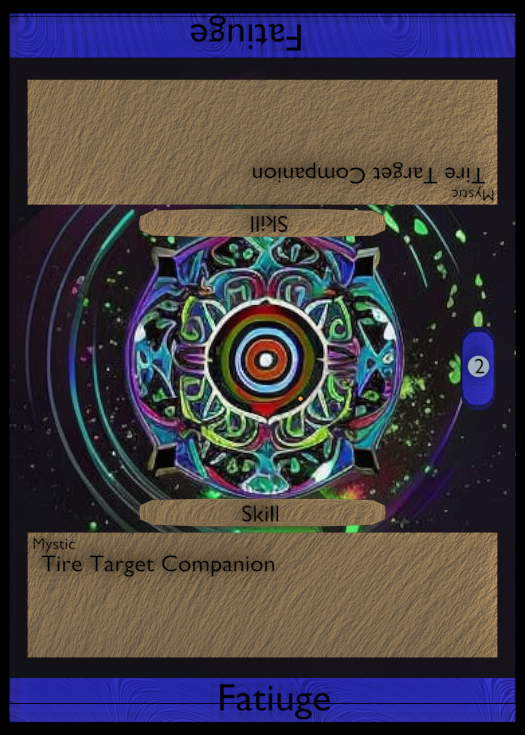 Fatiuge
Tire Target Companion
Mystic
Skill
2
Skill
Mystic
Tire Target Companion
Fatiuge